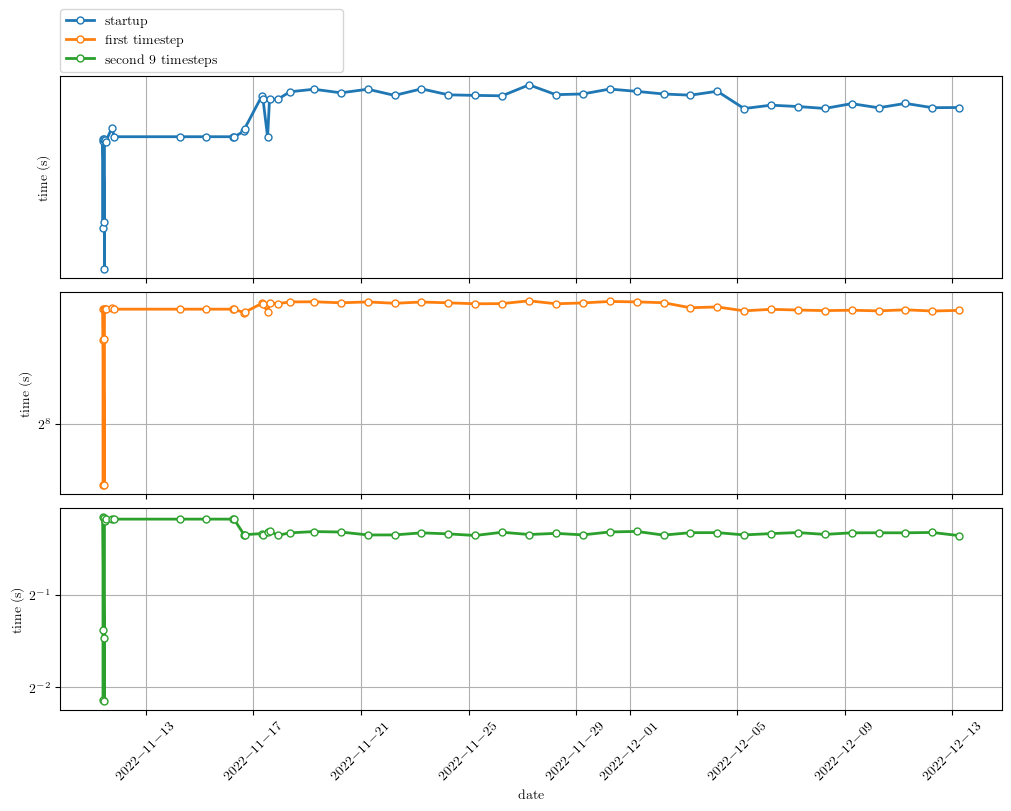 startup
first timestep
second 9 timesteps
time (s)
time (s)
2⁸
time (s)
2⁻¹
2⁻²
2022−11−13
2022−11−17
2022−11−21
2022−11−25
2022−11−29
2022−12−01
2022−12−05
2022−12−09
2022−12−13
date